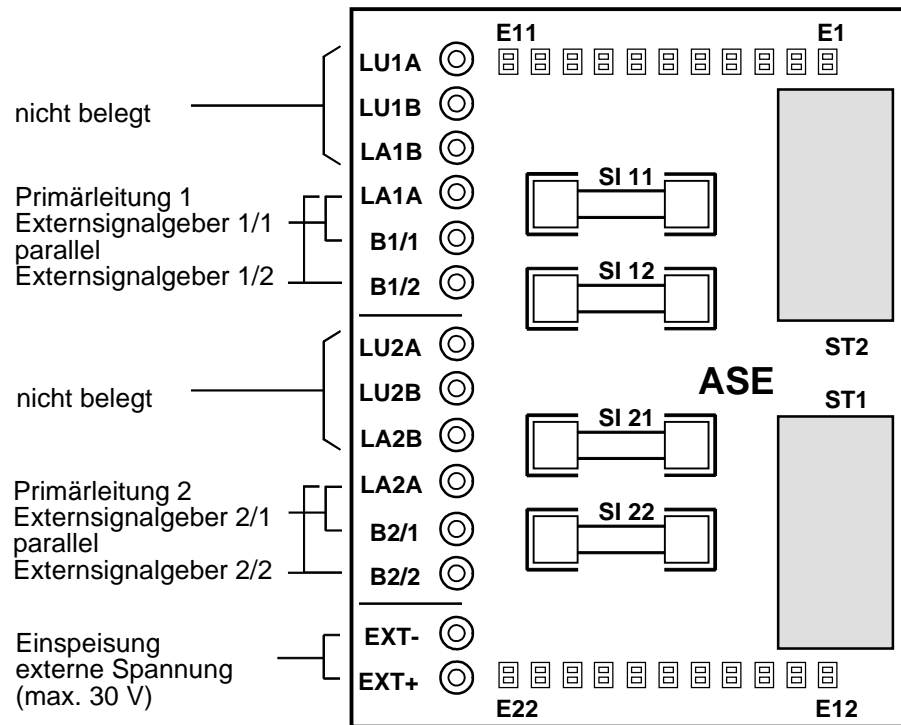 E11
E1
LU1A
nicht belegt
LU1B
LA1B
Primärleitung 1
Externsignalgeber 1/1
parallel
Externsignalgeber 1/2
LA1A
B1/1
B1/2
SI 11
SI 12
ST2
ASE
ST1
LU2A
nicht belegt
LU2B
LA2B
SI 21
Primärleitung 2
Externsignalgeber 2/1
parallel
Externsignalgeber 2/2
LA2A
B2/1
B2/2
SI 22
Einspeisung
externe Spannung
(max. 30 V)
EXT-
EXT+
E22
E12